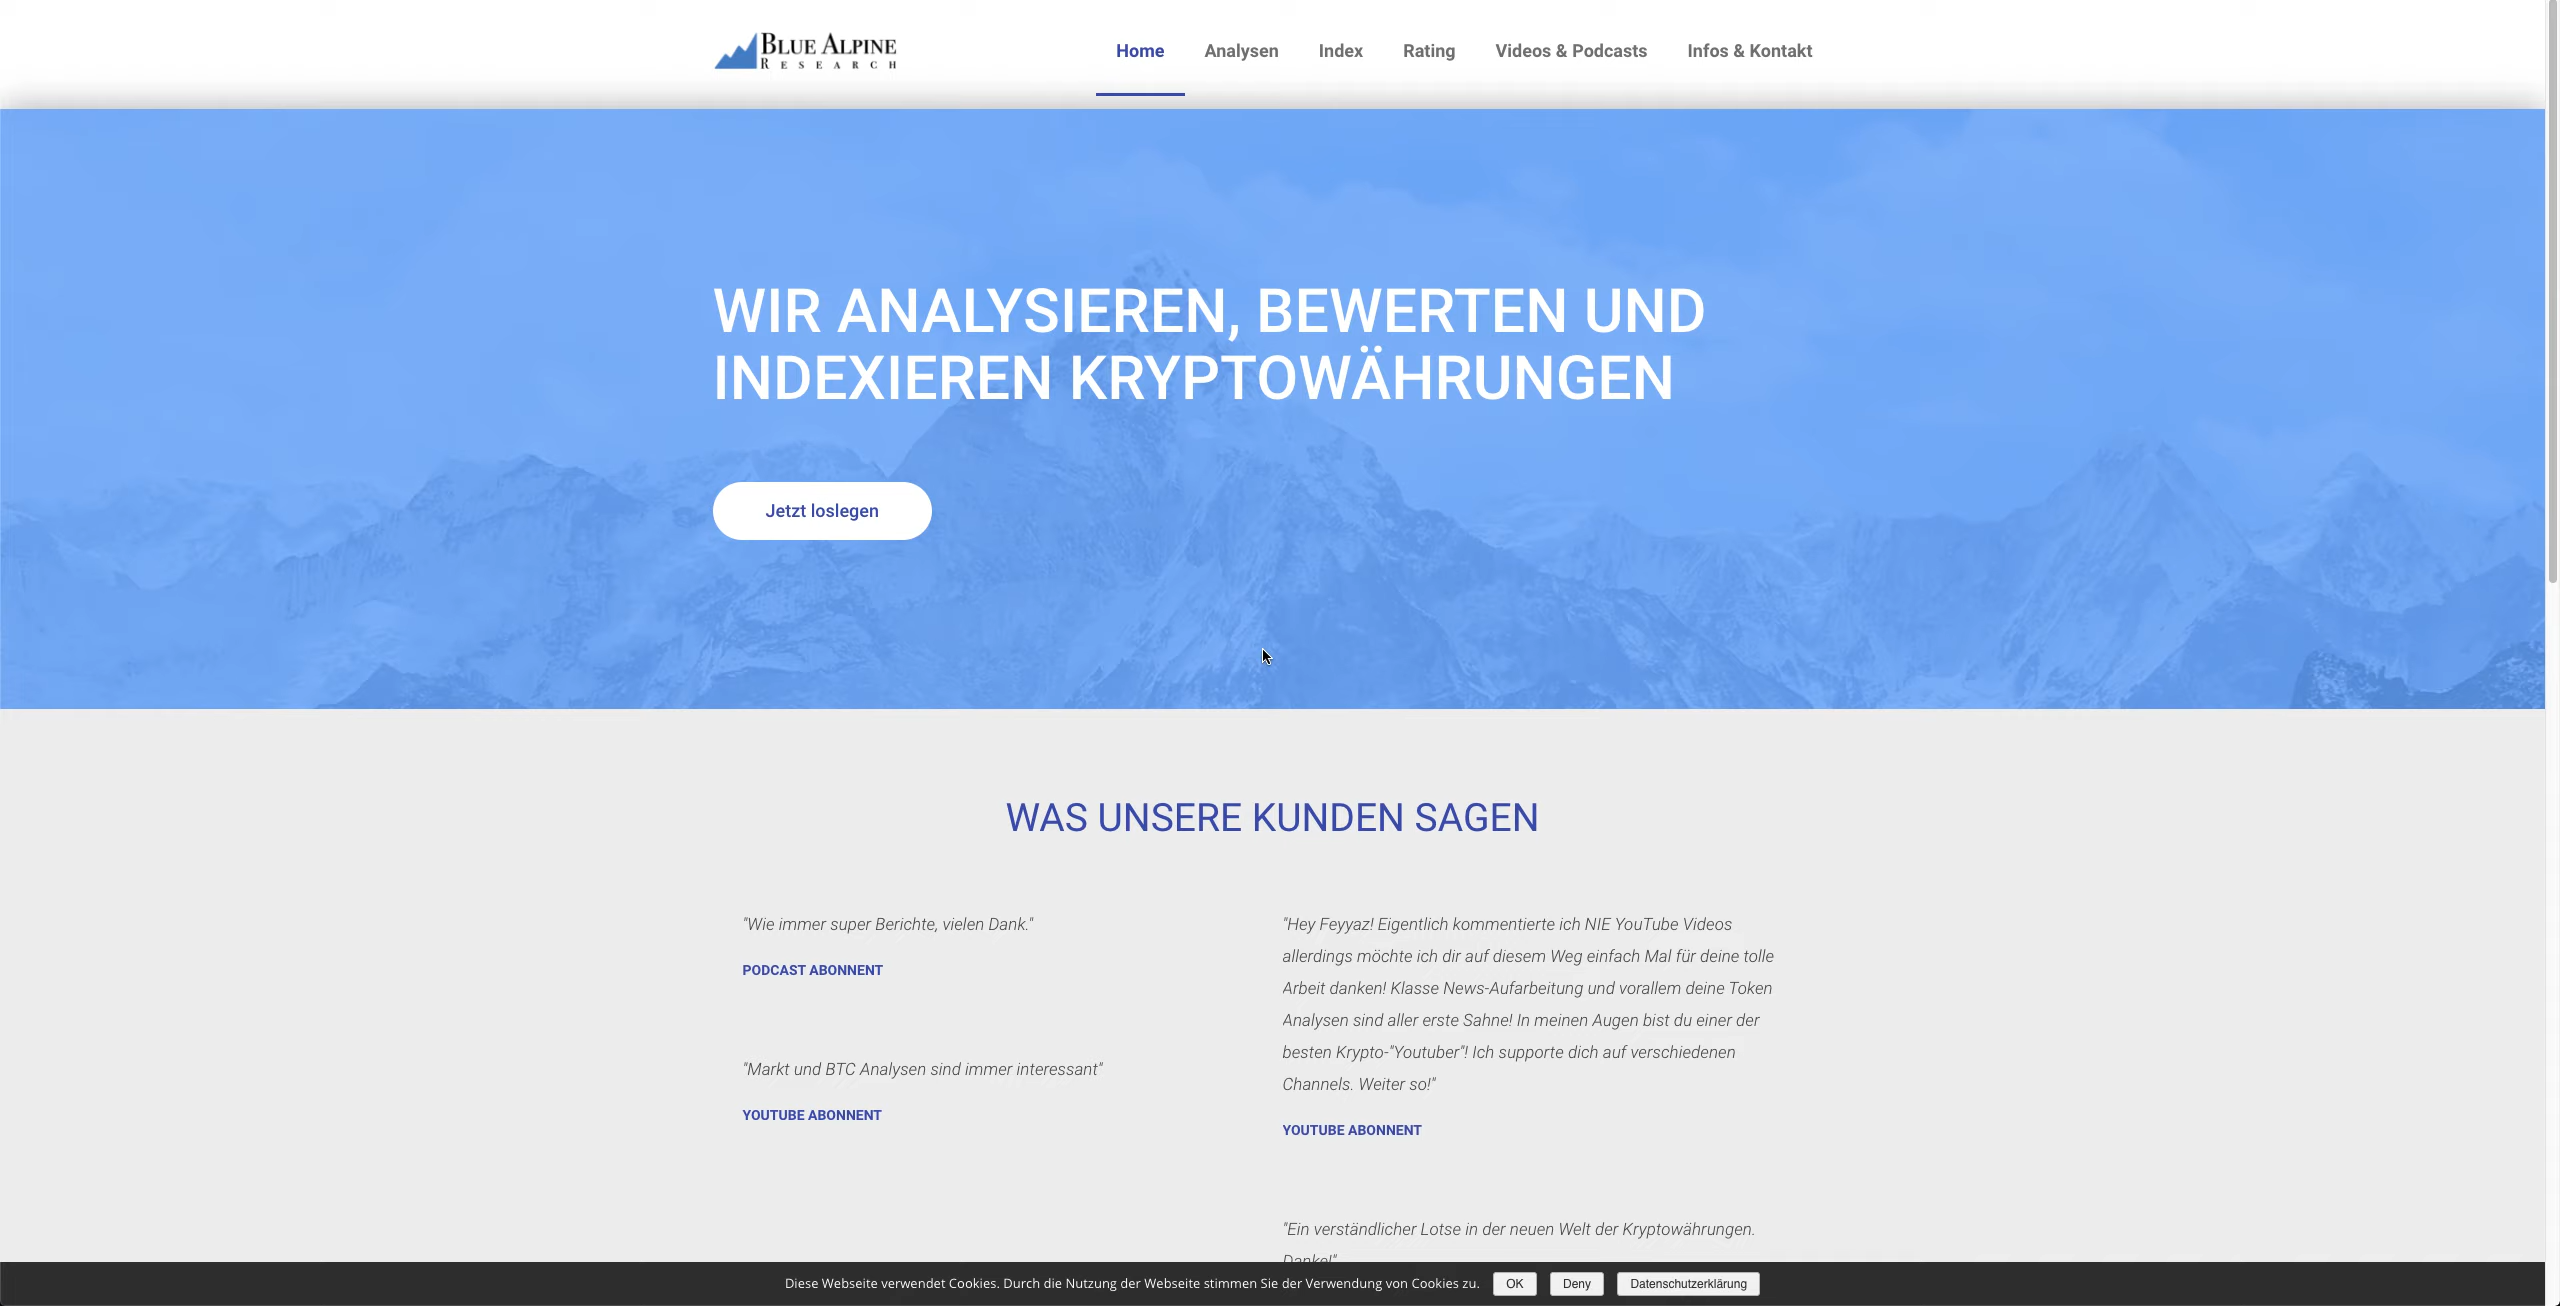 BLUE ALPINE
RESEARCH
Home
Analysen
Index
Rating
Videos & Podcasts
Infos & Kontakt
WIR ANALYSIEREN, BEWERTEN UND
INDEXIEREN KRYPTOWÄHRUNGEN
Jetzt loslegen
WAS UNSERE KUNDEN SAGEN
"Wie immer super Berichte, vielen Dank."
PODCAST ABONNENT
"Markt und BTC Analysen sind immer interessant"
YOUTUBE ABONNENT
"Hey Feyyaz! Eigentlich kommentierte ich NIE YouTube Videos
allerdings möchte ich dir auf diesem Weg einfach Mal für deine tolle
Arbeit danken! Klasse News-Aufarbeitung und vorallem deine Token
Analysen sind aller erste Sahne! In meinen Augen bist du einer der
besten Krypto-"Youtuber"! Ich supporte dich auf verschiedenen
Channels. Weiter so!"
YOUTUBE ABONNENT
"Ein verständlicher Lotse in der neuen Welt der Kryptowährungen.
Danke!"
Diese Webseite verwendet Cookies. Durch die Nutzung der Webseite stimmen Sie der Verwendung von Cookies zu.
OK
Deny
Datenschutzerklärung